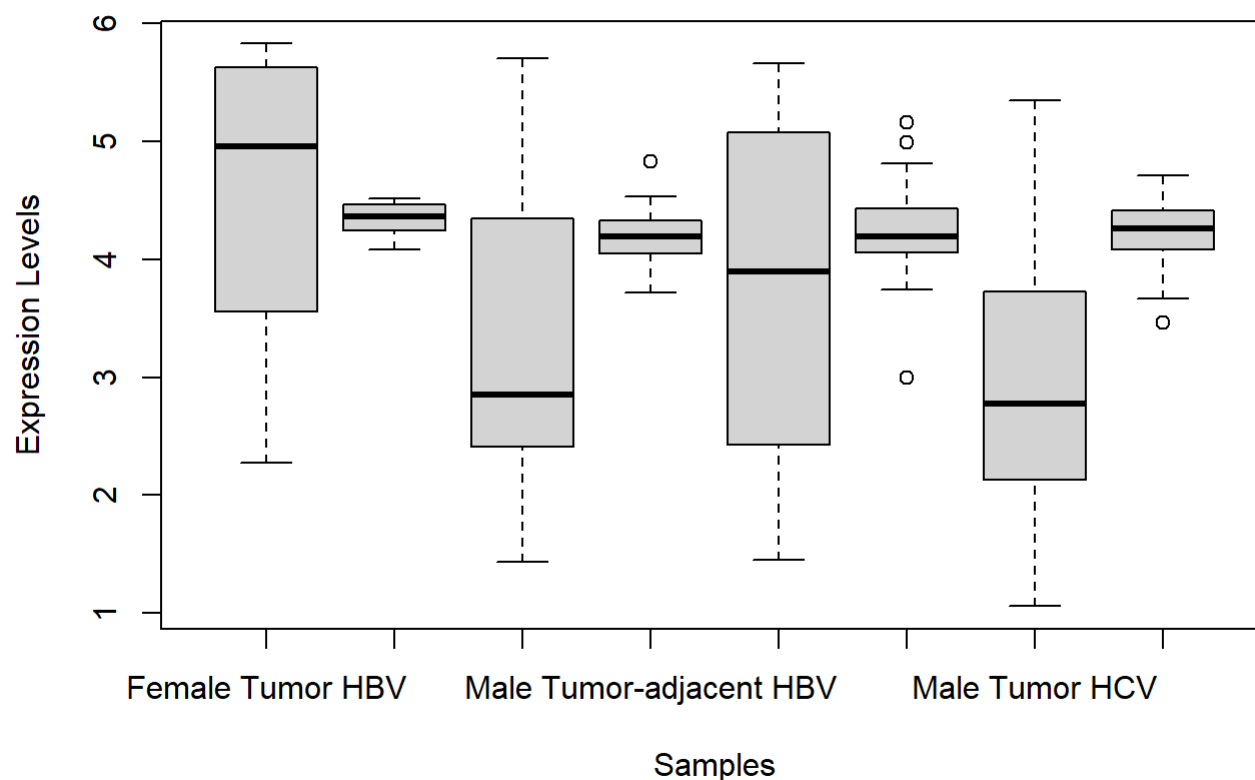 Expression Levels
6
5
4
3
2
1
Female Tumor HBV Male Tumor-adjacent HBV Male Tumor HCV
Samples